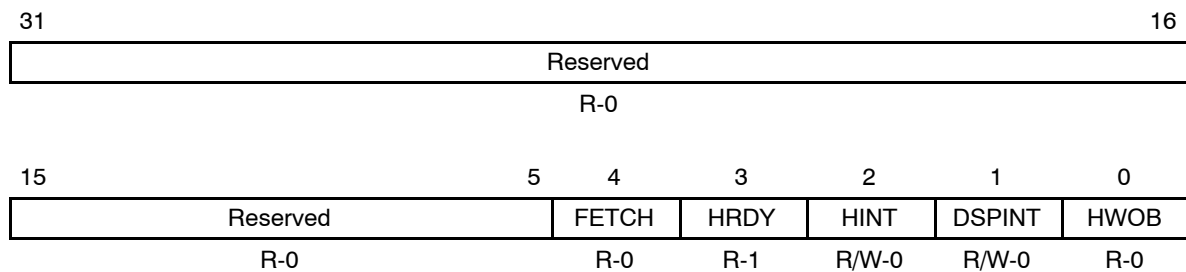 31 16
Reserved
R-0
15 5 4 3 2 1 0
Reserved FETCH HRDY HINT DSPINT HWOB
R-0 R-0 R-1 R/W-0 R/W-0 R-0